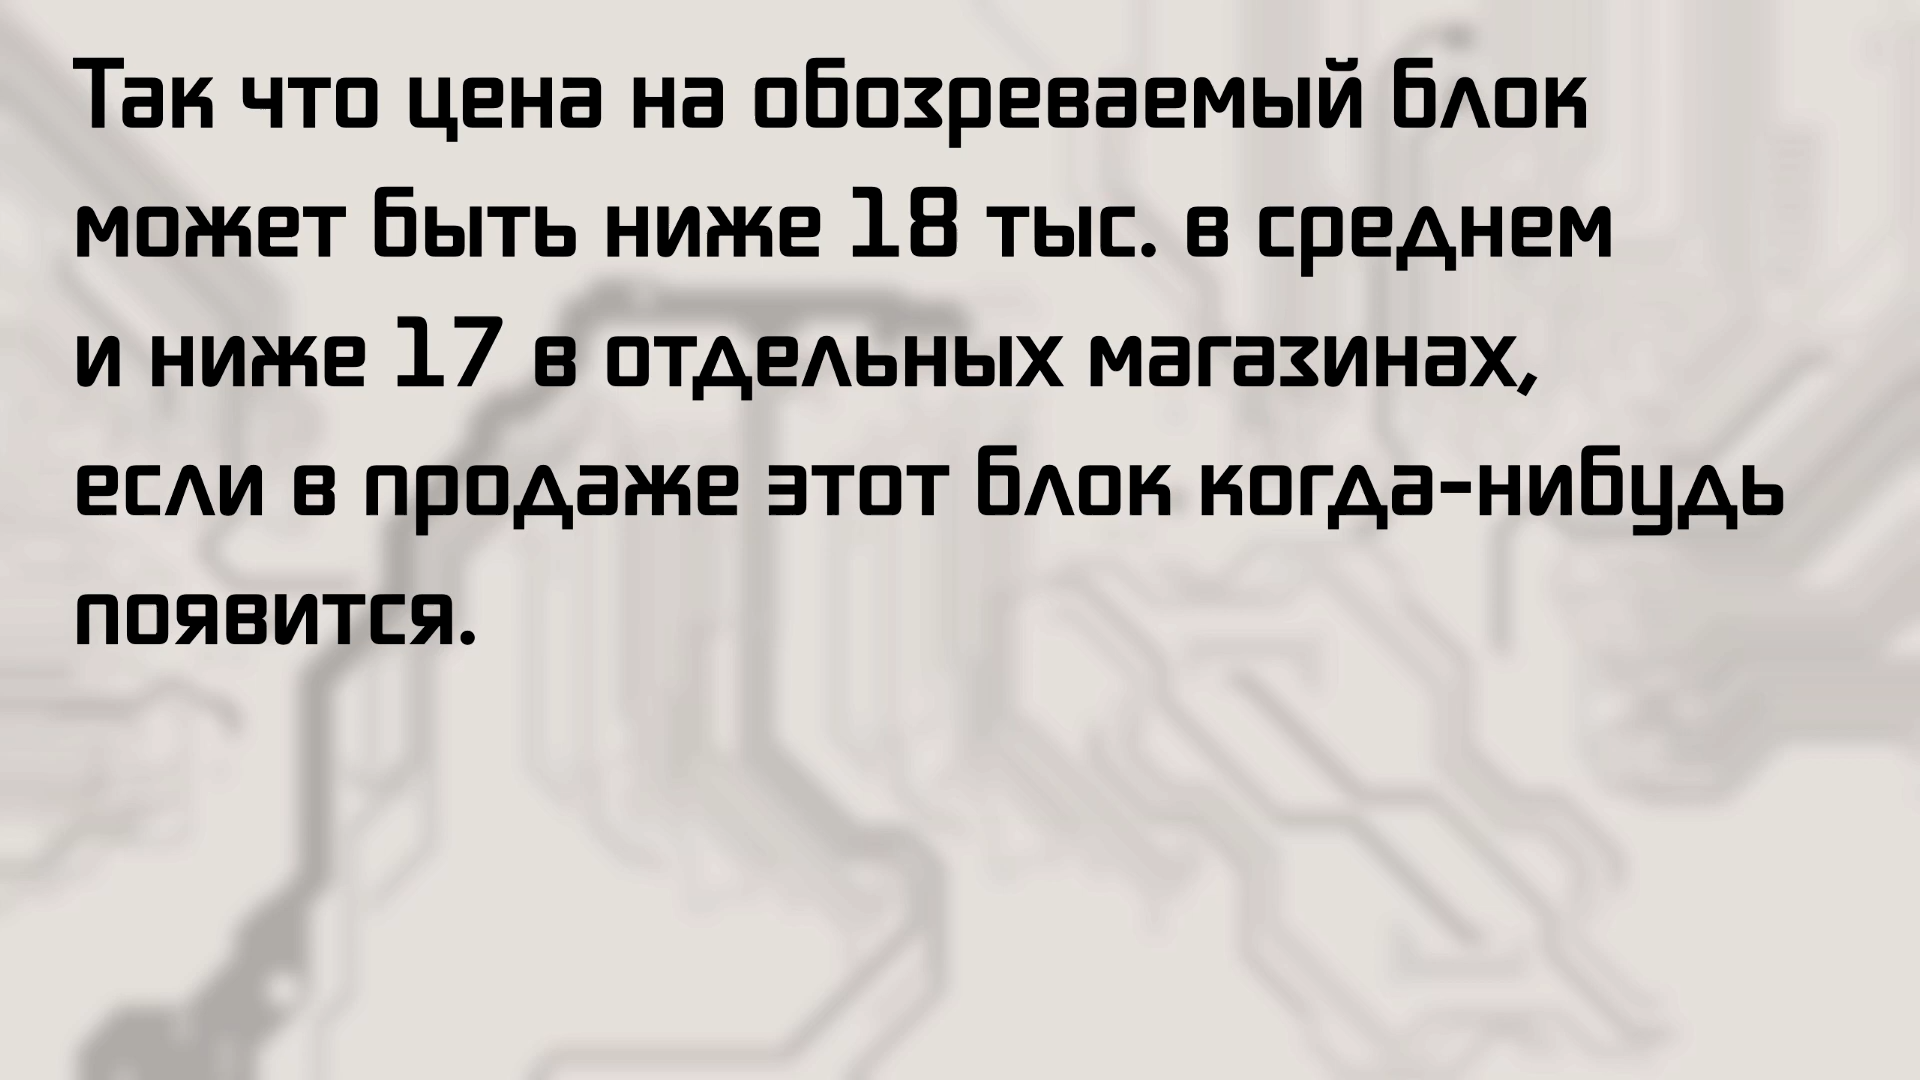 Так что цена на обозреваемый блок
может быть ниже 18 тыс. в среднем
и ниже 17 в отдельных магазинах,
если в продаже этот блок когда-нибудь
появится.